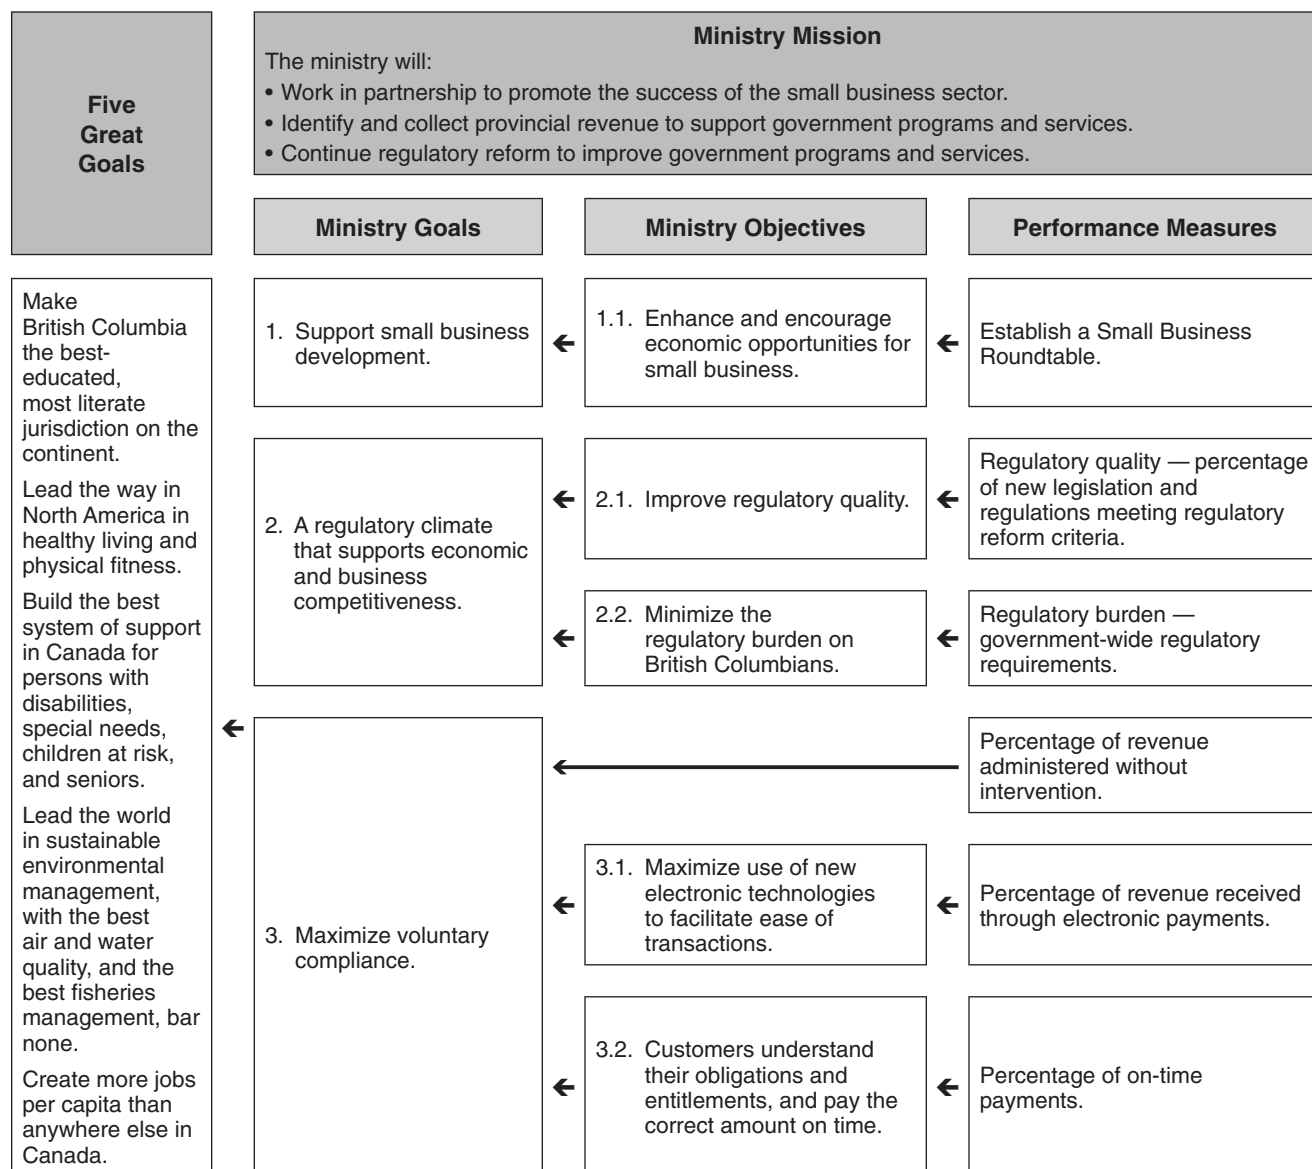 Five
Great
Goals
Ministry Mission
The ministry will:
• Work in partnership to promote the success of the small business sector.
• Identify and collect provincial revenue to support government programs and services.
• Continue regulatory reform to improve government programs and services.
Ministry Goals
Ministry Objectives
Performance Measures
Make
British Columbia
the best-
educated,
most literate
jurisdiction on the
continent.
Lead the way in
North America in
healthy living and
physical fitness.
Build the best
system of support
in Canada for
persons with
disabilities,
special needs,
children at risk,
and seniors.
Lead the world
in sustainable
environmental
management,
with the best
air and water
quality, and the
best fisheries
management, bar
none.
Create more jobs
per capita than
anywhere else in
Canada.
1. Support small business
development.
1.1. Enhance and encourage
economic opportunities for
small business.
Establish a Small Business
Roundtable.
2. A regulatory climate
that supports economic
and business
competitiveness.
2.1. Improve regulatory quality.
Regulatory quality — percentage
of new legislation and
regulations meeting regulatory
reform criteria.
2.2. Minimize the
regulatory burden on
British Columbians.
Regulatory burden —
government-wide regulatory
requirements.
3. Maximize voluntary
compliance.
Percentage of revenue
administered without
intervention.
3.1. Maximize use of new
electronic technologies
to facilitate ease of
transactions.
Percentage of revenue received
through electronic payments.
3.2. Customers understand
their obligations and
entitlements, and pay the
correct amount on time.
Percentage of on-time
payments.